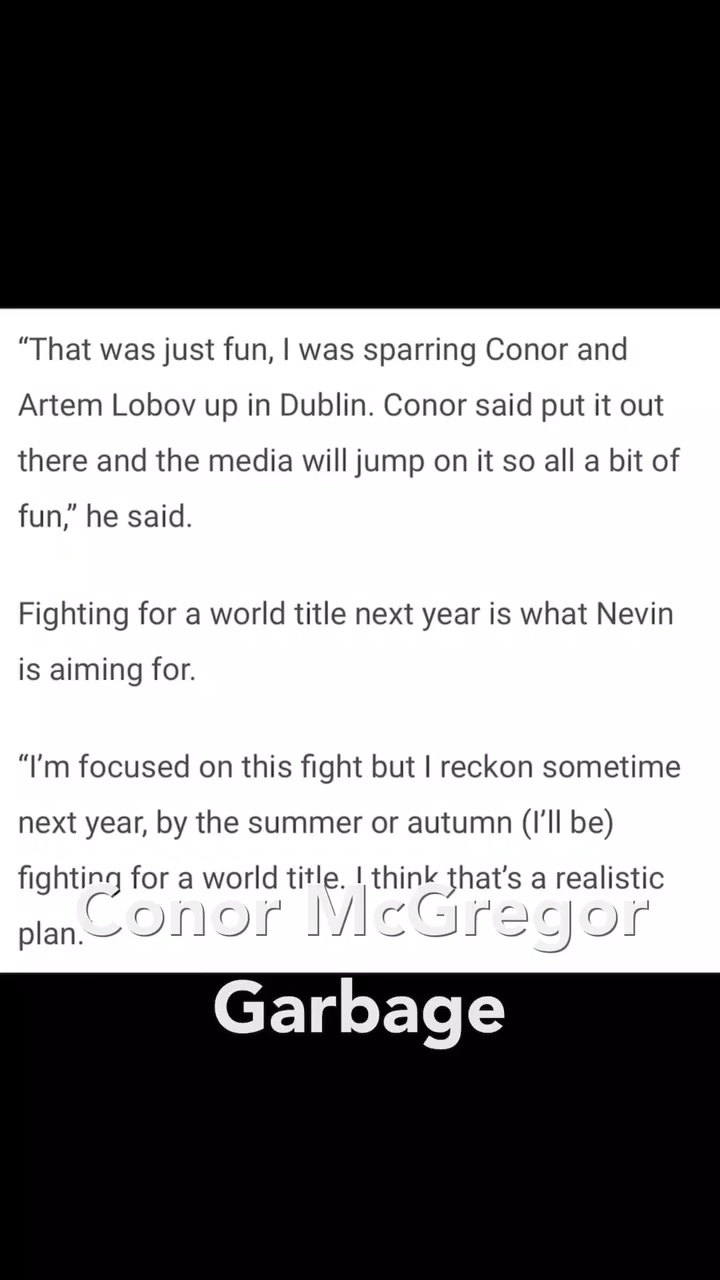 “That was just fun, I was sparring Conor and
Artem Lobov up in Dublin. Conor said put it out
there and the media will jump on it so all a bit of
fun,” he said.
Fighting for a world title next year is what Nevin
is aiming for.
“I’m focused on this fight but I reckon sometime
next year, by the summer or autumn (I’ll be)
fighting for a world title. I think that’s a realistic
plan.
Conor McGregor
Garbage